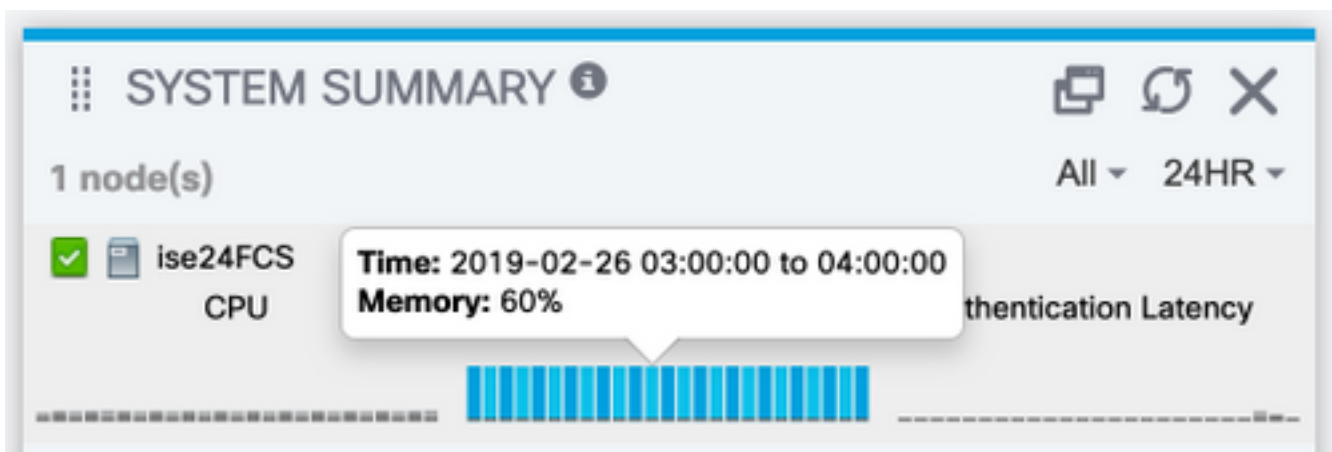 SYSTEM SUMMARY
1 node(s)
All 24HR
ise24FCS
Time: 2019-02-26 03:00:00 to 04:00:00
Memory: 60%
CPU
thentication Latency